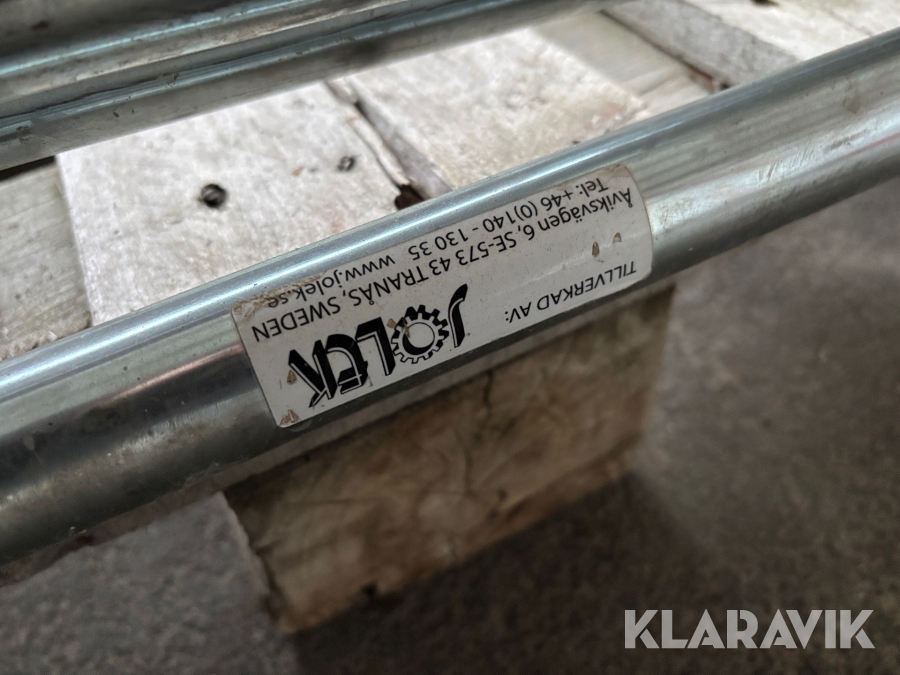 TILLVERKAD AV:
JOLEK
Åviksvägen 6, SE-573 43 TRANÅS, SWEDEN
Tel: +46 (0)140 - 130 35 www.jolek.se
KLARAVIK